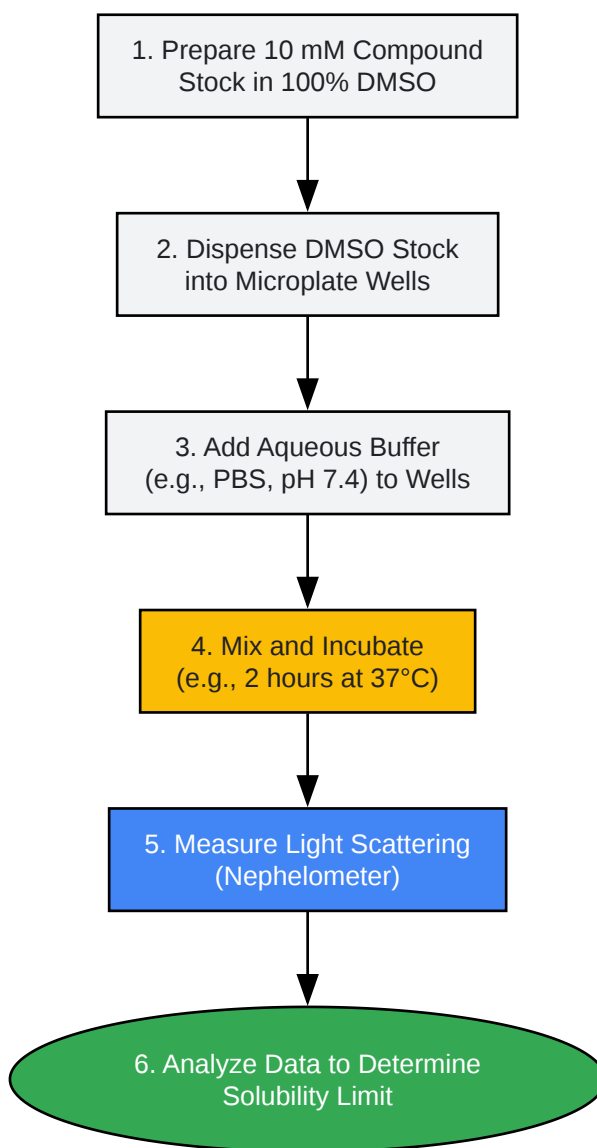 1. Prepare 10 mM Compound
Stock in 100% DMSO
2. Dispense DMSO Stock
into Microplate Wells
3. Add Aqueous Buffer
(e.g., PBS, pH 7.4) to Wells
4. Mix and Incubate
(e.g., 2 hours at 37°C)
5. Measure Light Scattering
(Nephelometer)
6. Analyze Data to Determine
Solubility Limit